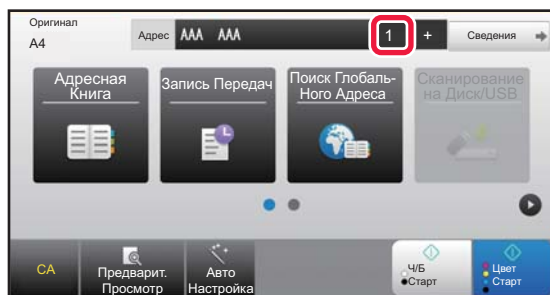 Оригинал
A4
Адрес AAA AAA 1 + Сведения
Адресная
Книга
Запись Передач
Поиск Глобаль-
Ного Адреса
Сканирование
на Диск/USB
CA
Предварит.
Просмотр
Авто
Настройка
Ч/Б
Старт
Цвет
Старт